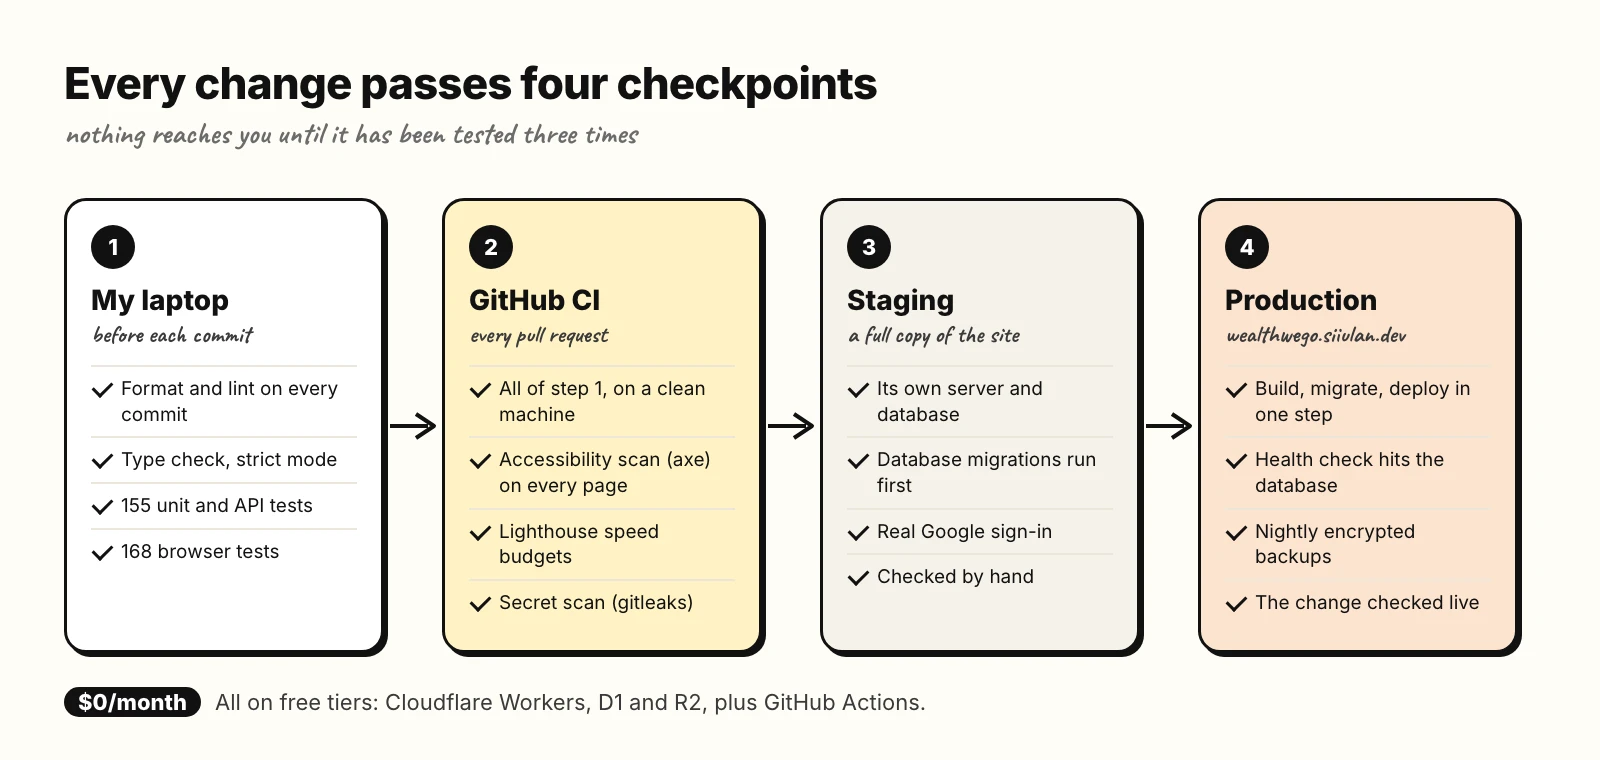 Every change passes four checkpoints
nothing reaches you until it has been tested three times
1
My laptop
before each commit
Format and lint on every
commit
Type check, strict mode
155 unit and API tests
168 browser tests
2
GitHub CI
every pull request
All of step 1, on a clean
machine
Accessibility scan (axe)
on every page
Lighthouse speed
budgets
Secret scan (gitleaks)
3
Staging
a full copy of the site
Its own server and
database
Database migrations run
first
Real Google sign-in
Checked by hand
4
Production
wealthwego.siivlan.dev
Build, migrate, deploy in
one step
Health check hits the
database
Nightly encrypted
backups
The change checked live
$0/month All on free tiers: Cloudflare Workers, D1 and R2, plus GitHub Actions.